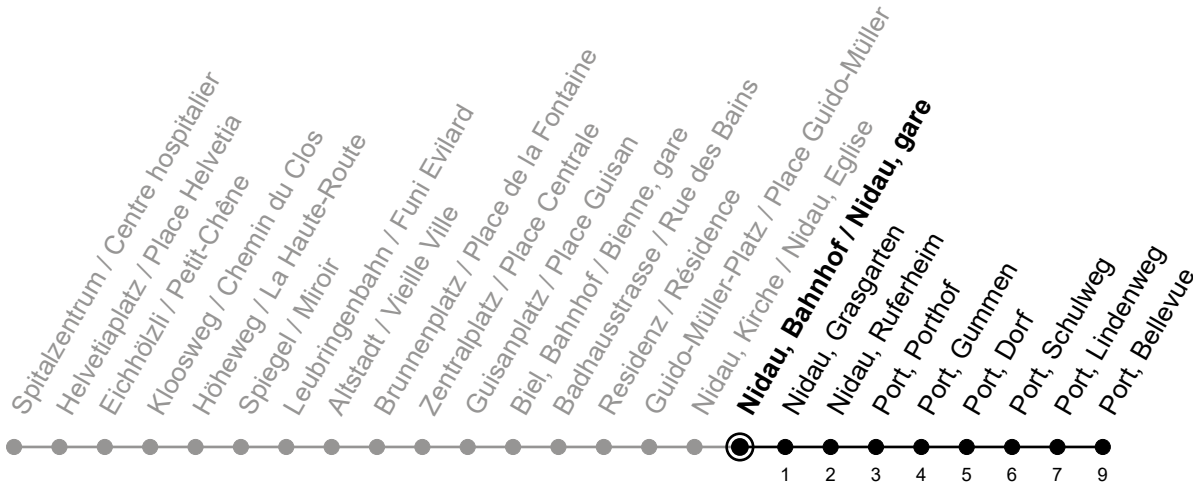 Spitalzentrum / Centre hospitalier
Helvetiaplatz / Place Helvetia
Eichhölzli / Petit-Chêne
Kloosweg / Chemin du Clos
Höheweg / La Haute-Route
Spiegel / Miroir
Leubringenbahn / Funi Evilard
Altstadt / Vieille Ville
Brunnenplatz / Place de la Fontaine
Zentralplatz / Place Centrale
Guisanplatz / Place Guisan
Biel, Bahnhof / Bienne, gare
Badhausstrasse / Rue des Bains
Residenz / Résidence
Guido-Müller-Platz / Place Guido-Müller
Nidau, Kirche / Nidau, Eglise
Nidau, Bahnhof / Nidau, gare
Nidau, Grasgarten
Nidau, Ruferheim
Port, Porthof
Port, Gummen
Port, Dorf
Port, Schulweg
Port, Lindenweg
Port, Bellevue
1 2 3 4 5 6 7 9